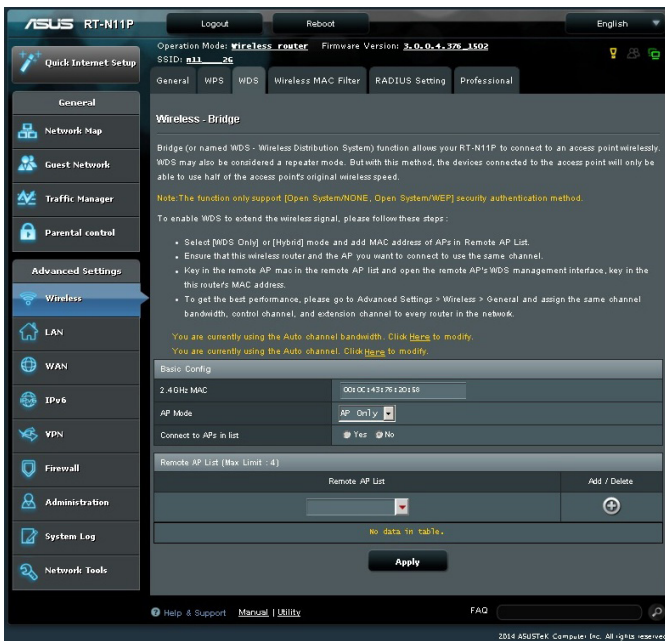 ASUS RT-N11P
Logout
Reboot
English
Quick Internet Setup
General
Network Map
Guest Network
Traffic Manager
Parental control
Advanced Settings
Wireless
LAN
WAN
IPv6
VPN
Firewall
Administration
System Log
Network Tools
Operation Mode: Wireless router Firmware Version: 3.0.0.4.376_1502
SSID: n11___26
General
WPS
WDS
Wireless MAC Filter
RADIUS Setting
Professional
Wireless - Bridge
Bridge (or named WDS - Wireless Distribution System) function allows your RT-N11P to connect to an access point wirelessly.
WDS may also be considered a repeater mode. But with this method, the devices connected to the access point will only be
able to use half of the access point's original wireless speed.
Note:The function only support [Open System/NONE, Open System/WEP] security authentication method.
To enable WDS to extend the wireless signal, please follow these steps :
Select [WDS Only] or [Hybrid] mode and add MAC address of APs in Remote AP List.
Ensure that this wireless router and the AP you want to connect to use the same channel.
Key in the remote AP mac in the remote AP list and open the remote AP's WDS management interface, key in the
this router's MAC address.
To get the best performance, please go to Advanced Settings > Wireless > General and assign the same channel
bandwidth, control channel, and extension channel to every router in the network.
You are currently using the Auto channel bandwidth. Click Here to modify.
You are currently using the Auto channel. Click Here to modify.
Basic Config
2.4GHz MAC
00:0C:43:76:20:58
AP Mode
AP Only
Connect to APs in list
Yes No
Remote AP List (Max Limit : 4)
Remote AP List
Add / Delete
No data in table.
Apply
Help & Support Manual | Utility
FAQ
2014 ASUSTeK Computer Inc. All rights reserved